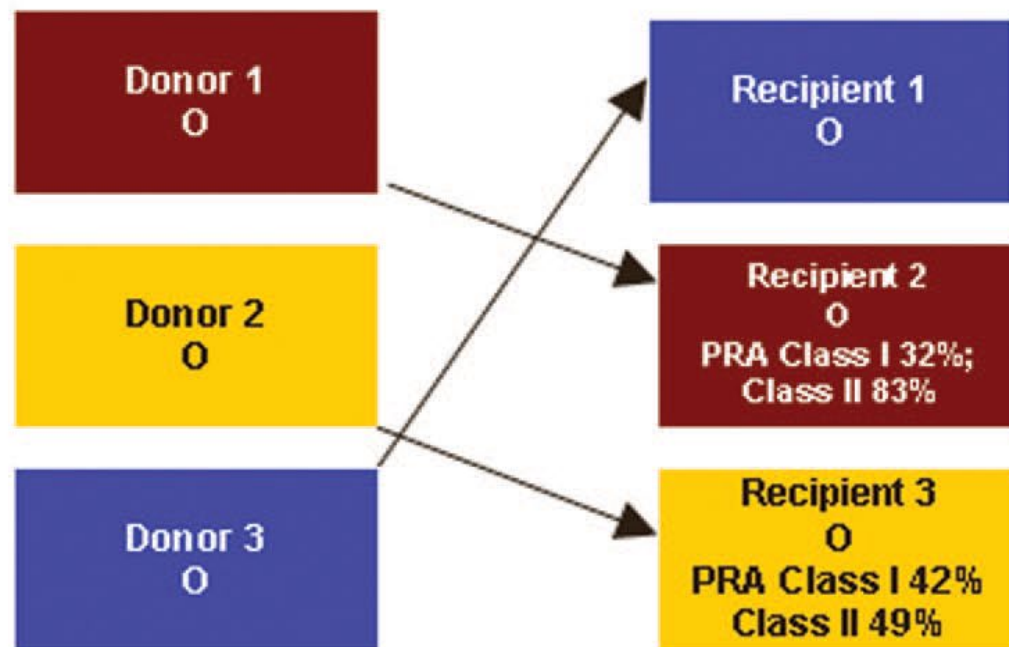 Donor 1
O
Recipient 1
O
Donor 2
O
Recipient 2
O
PRA Class I 32%;
Class II 83%
Donor 3
O
Recipient 3
O
PRA Class I 42%
Class II 49%